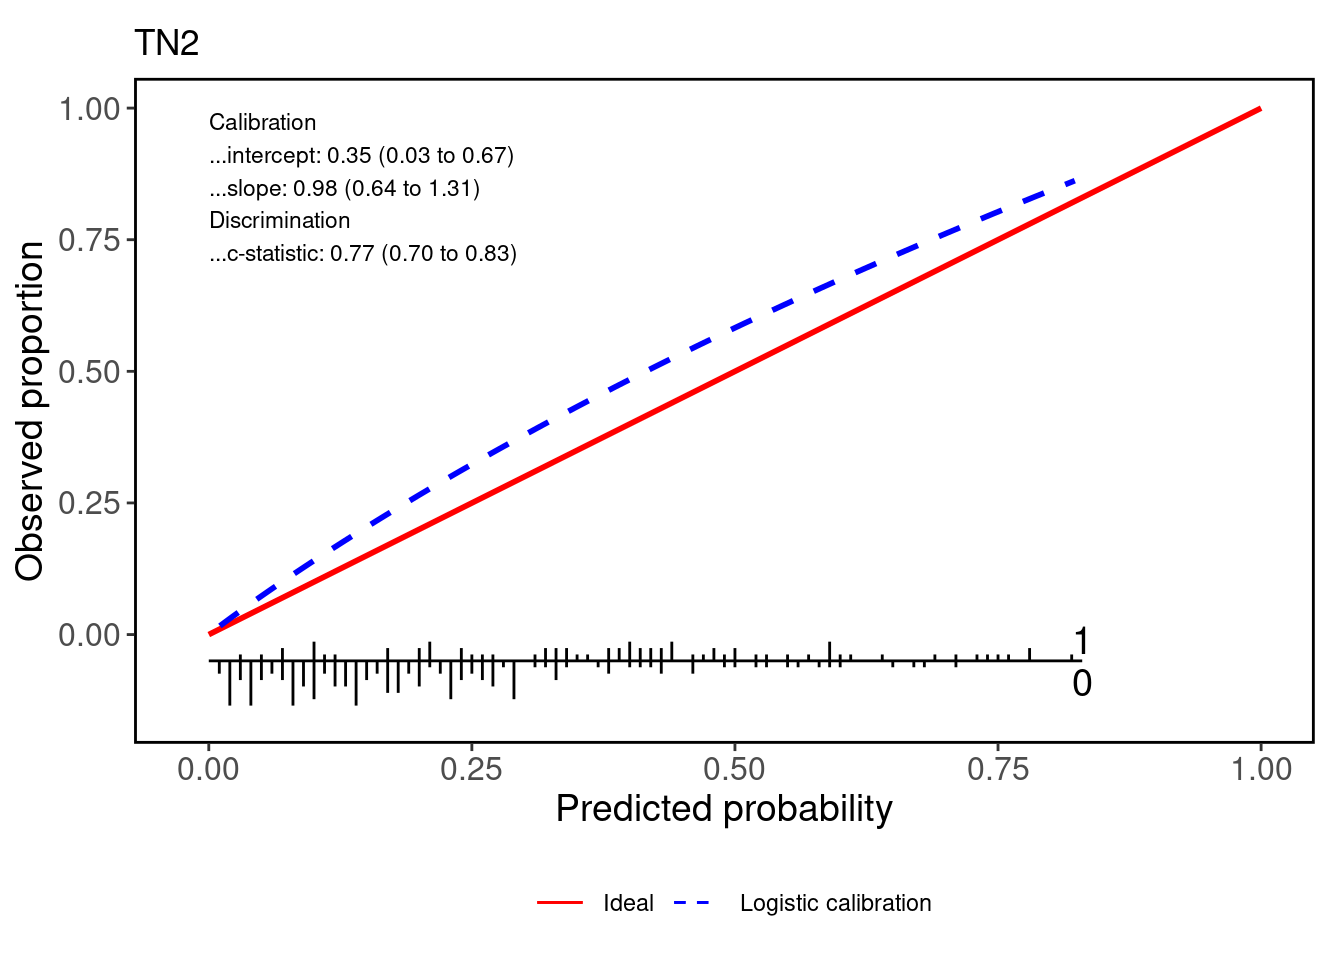 TN2
Calibration
...intercept: 0.35 (0.03 to 0.67)
...slope: 0.98 (0.64 to 1.31)
Discrimination
...c-statistic: 0.77 (0.70 to 0.83)
Observed proportion
1.00
0.75
0.50
0.25
0.00
1
0
0.00 0.25 0.50 0.75 1.00
Predicted probability
Ideal Logistic calibration